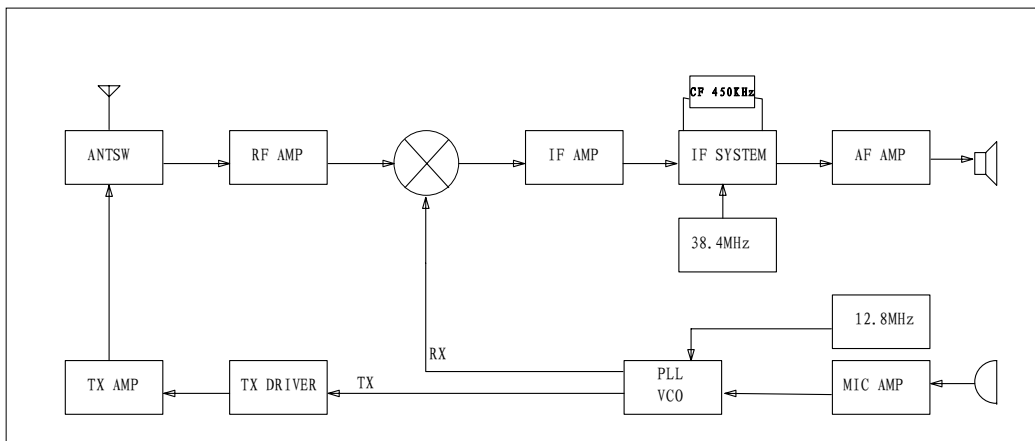 CF 450KHz
ANTSW
RF AMP
IF AMP
IF SYSTEM
AF AMP
38.4MHz
12.8MHz
RX
TX AMP
TX DRIVER
TX
PLL
VCO
MIC AMP